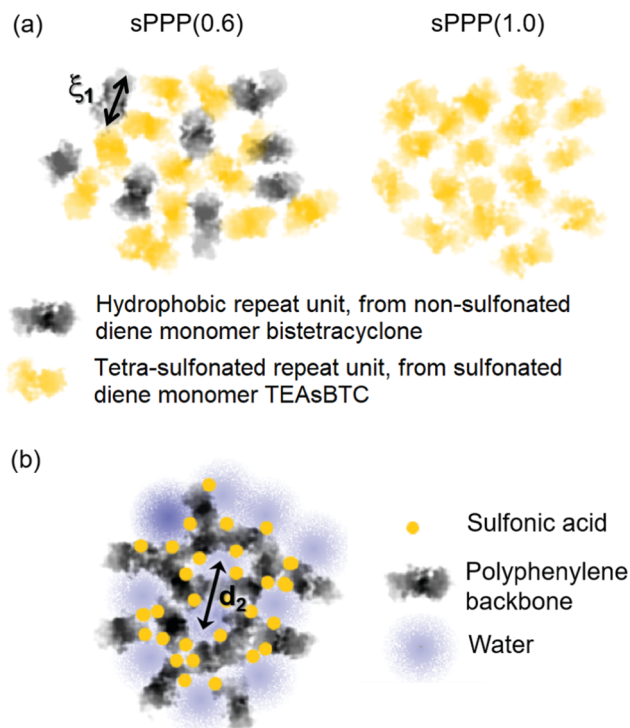 (a)
sPPP(0.6)
sPPP(1.0)
ξ₁
Hydrophobic repeat unit, from non-sulfonated
diene monomer bistetracyclone
Tetra-sulfonated repeat unit, from sulfonated
diene monomer TEAsBTC
(b)
d₂
Sulfonic acid
Polyphenylene
backbone
Water